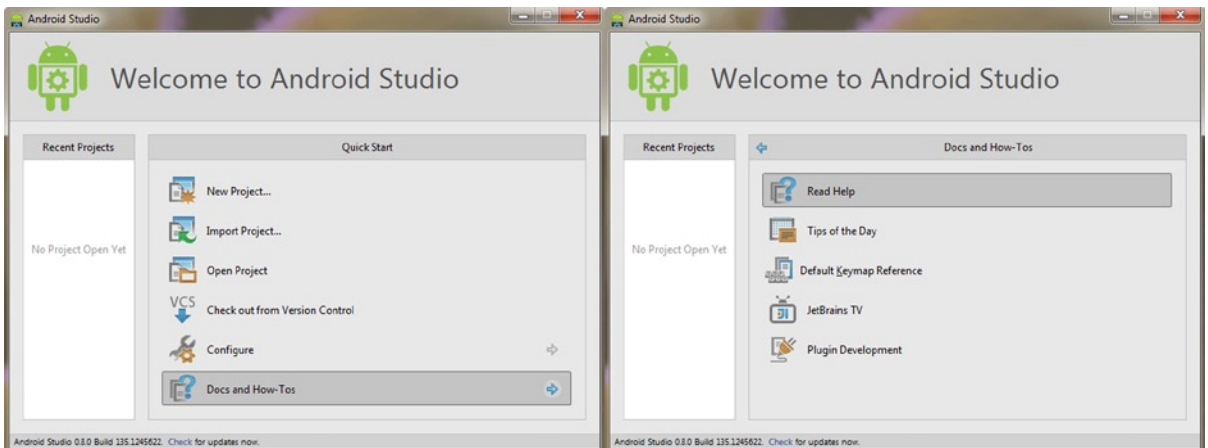 Android Studio
Welcome to Android Studio
Recent Projects
No Project Open Yet
Quick Start
New Project...
Import Project...
Open Project
VCS
Check out from Version Control
Configure
Docs and How-Tos
Android Studio 0.8.0 Build 135.1245622. Check for updates now.
Android Studio
Welcome to Android Studio
Recent Projects
No Project Open Yet
Docs and How-Tos
Read Help
Tips of the Day
Default Keymap Reference
JetBrains TV
Plugin Development
Android Studio 0.8.0 Build 135.1245622. Check for updates now.